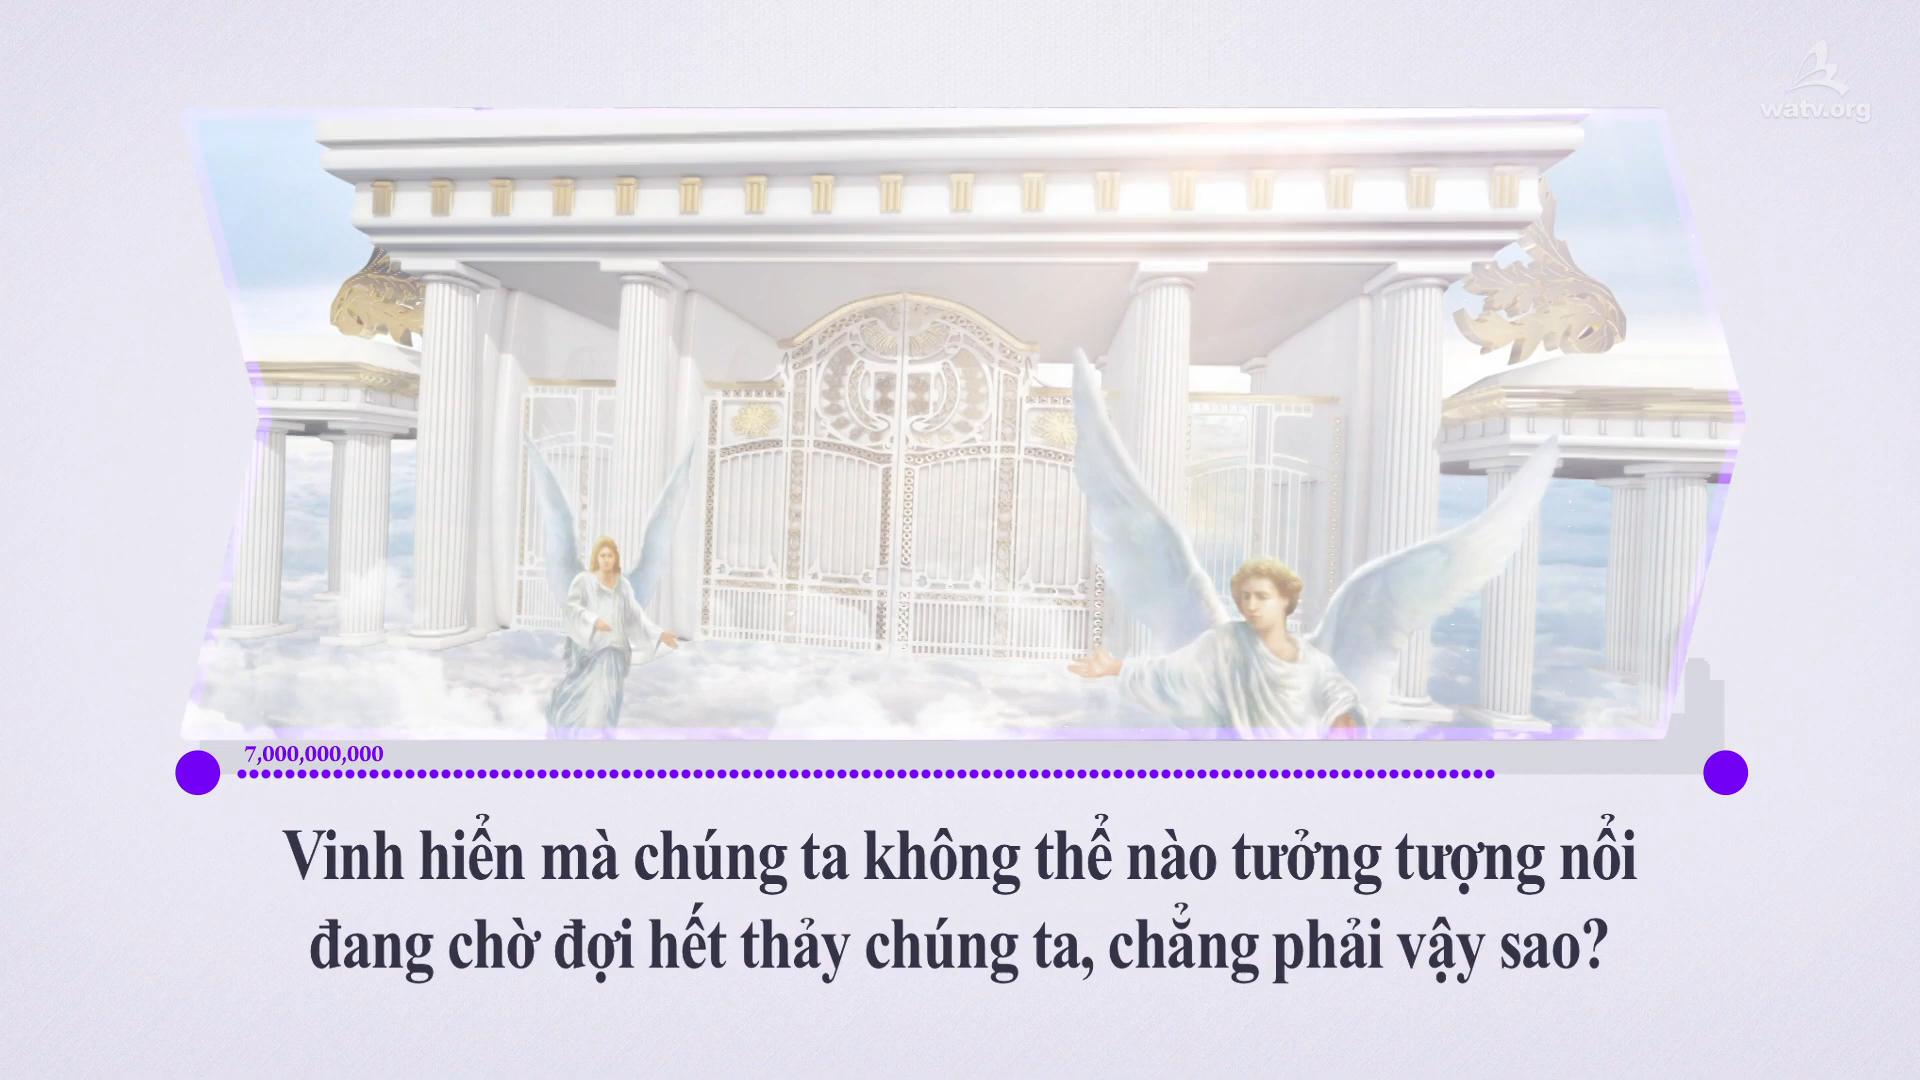 watv.org
7,000,000,000
Vinh hiển mà chúng ta không thể nào tưởng tượng nổi
đang chờ đợi hết thảy chúng ta, chẳng phải vậy sao?